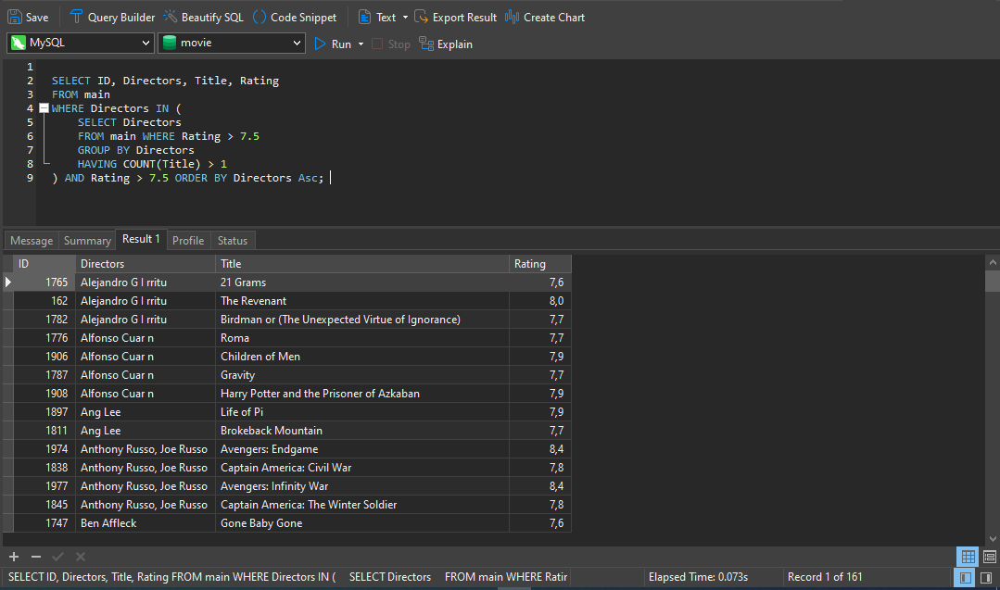 Save Query Builder Beautify SQL () Code Snippet Text Export Result Create Chart
MySQL movie Run Stop Explain
1
2 SELECT ID, Directors, Title, Rating
3 FROM main
4 WHERE Directors IN (
5 SELECT Directors
6 FROM main WHERE Rating > 7.5
7 GROUP BY Directors
8 HAVING COUNT(Title) > 1
9 ) AND Rating > 7.5 ORDER BY Directors Asc;
Message Summary Result 1 Profile Status
ID Directors Title Rating
1765 Alejandro G I rritu 21 Grams 7,6
162 Alejandro G I rritu The Revenant 8,0
1782 Alejandro G I rritu Birdman or (The Unexpected Virtue of Ignorance) 7,7
1776 Alfonso Cuar n Roma 7,7
1906 Alfonso Cuar n Children of Men 7,9
1787 Alfonso Cuar n Gravity 7,7
1908 Alfonso Cuar n Harry Potter and the Prisoner of Azkaban 7,9
1897 Ang Lee Life of Pi 7,9
1811 Ang Lee Brokeback Mountain 7,7
1974 Anthony Russo, Joe Russo Avengers: Endgame 8,4
1838 Anthony Russo, Joe Russo Captain America: Civil War 7,8
1977 Anthony Russo, Joe Russo Avengers: Infinity War 8,4
1845 Anthony Russo, Joe Russo Captain America: The Winter Soldier 7,8
1747 Ben Affleck Gone Baby Gone 7,6
SELECT ID, Directors, Title, Rating FROM main WHERE Directors IN ( SELECT Directors FROM main WHERE Ratir Elapsed Time: 0.073s Record 1 of 161